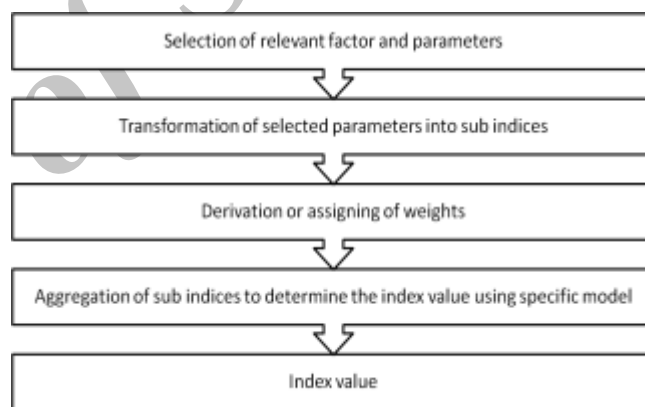 Selection of relevant factor and parameters
Transformation of selected parameters into sub indices
Derivation or assigning of weights
Aggregation of sub indices to determine the index value using specific model
Index value